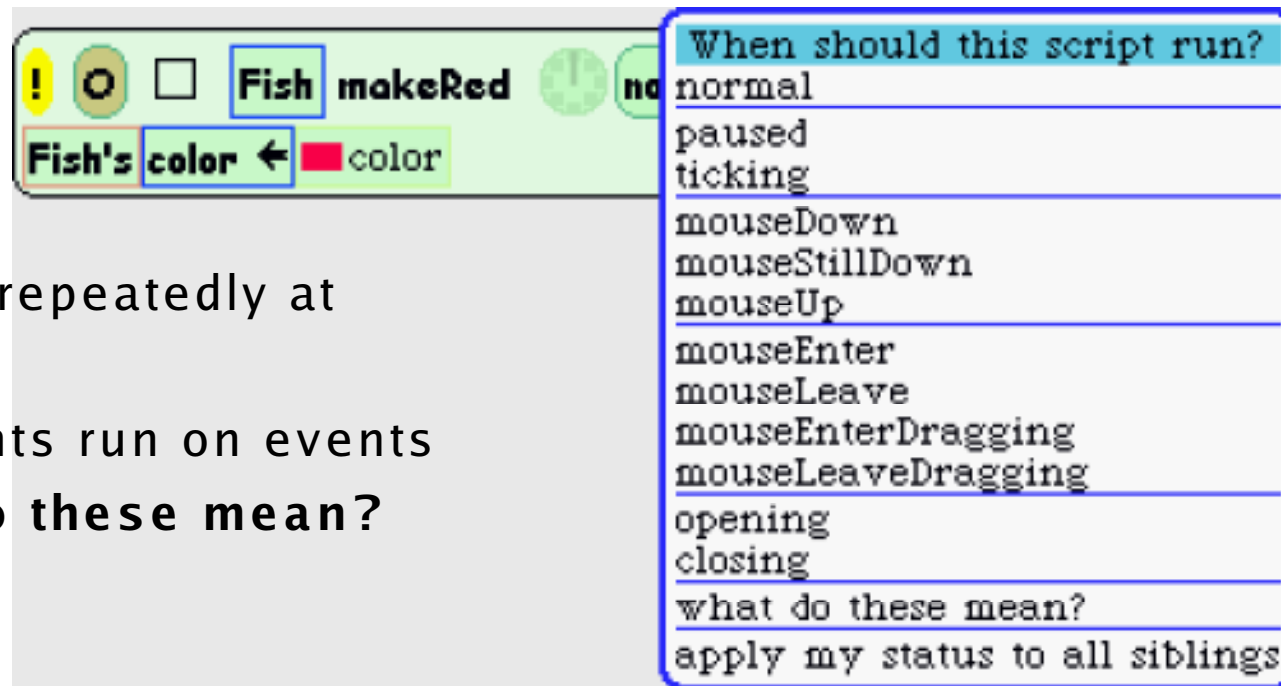 ! O Fish makeRed
Fish's color ← color
repeatedly at
run on events
these mean?
When should this script run?
normal
paused
ticking
mouseDown
mouseStillDown
mouseUp
mouseEnter
mouseLeave
mouseEnterDragging
mouseLeaveDragging
opening
closing
what do these mean?
apply my status to all siblings